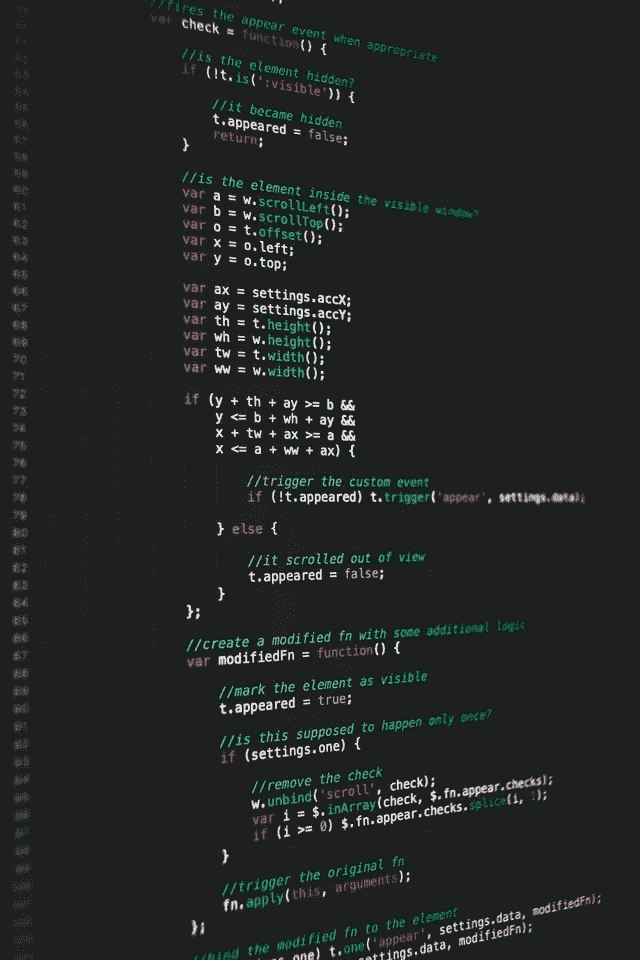 //fires the appear event when appropriate
var check = function() {
//is the element hidden?
if (!t.is(':visible')) {
//it became hidden
t.appeared = false;
return;
}
//is the element inside the visible window?
var a = w.scrollLeft();
var b = w.scrollTop();
var o = t.offset();
var x = o.left;
var y = o.top;
var ax = settings.accX;
var ay = settings.accY;
var th = t.height();
var wh = w.height();
var tw = t.width();
var ww = w.width();
if (y + th + ay >= b &&
y <= b + wh + ay &&
x + tw + ax >= a &&
x <= a + ww + ax) {
//trigger the custom event
if (!t.appeared) t.trigger('appear', settings.data);
} else {
//it scrolled out of view
t.appeared = false;
}
};
//create a modified fn with some additional logic
var modifiedFn = function() {
//mark the element as visible
t.appeared = true;
//is this supposed to happen only once?
if (settings.one) {
//remove the check
w.unbind('scroll', check);
var i = $.inArray(check, $.fn.appear.checks);
if (i >= 0) $.fn.appear.checks.splice(i, 1);
}
//trigger the original fn
fn.apply(this, arguments);
};
//bind the modified fn to the element
one) t.one('appear', settings.data, modifiedFn);
settings.data, modifiedFn);